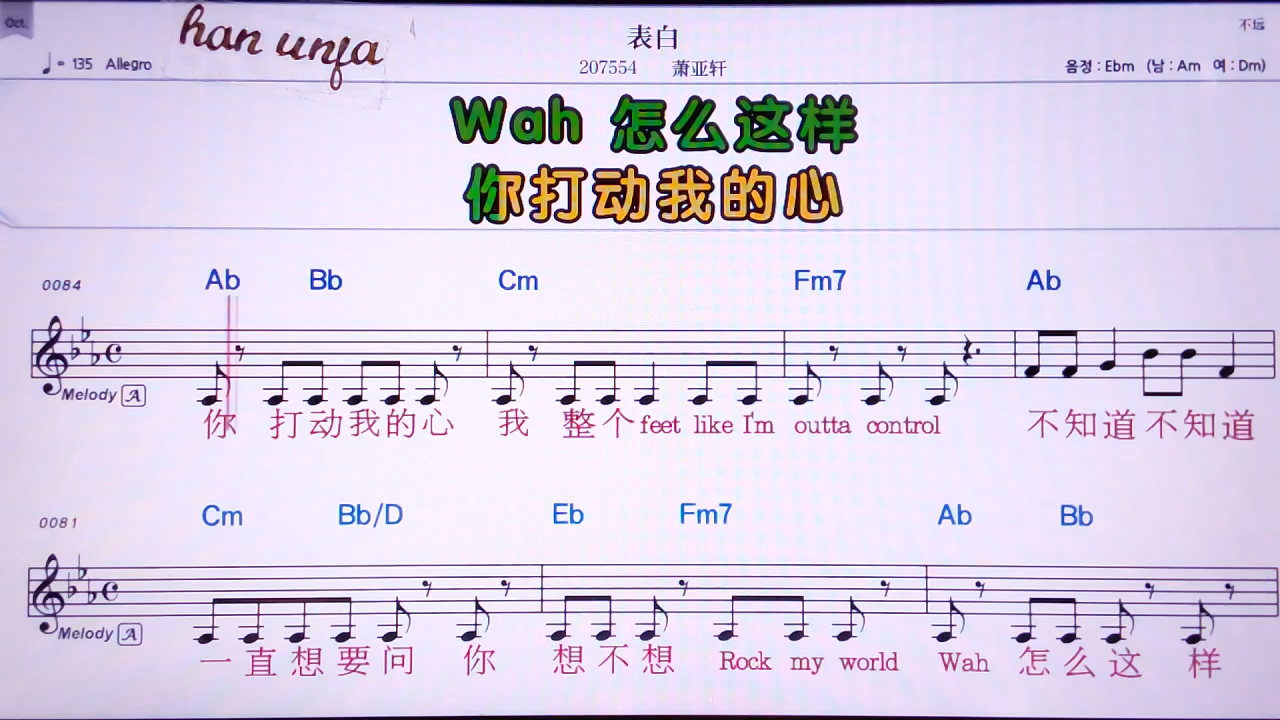 Oct.
han unfa
♩= 135 Allegro
表白
207554 萧亚轩
不远
음정 : Ebm (남 : Am 여 : Dm)
Wah 怎么这样
你打动我的心
0084
Ab Bb Cm Fm7 Ab
Melody A
你 打动我的心 我 整个 feet like I'm outta control 不知道不知道
0081
Cm Bb/D Eb Fm7 Ab Bb
Melody A
一直想要问 你 想不想 Rock my world Wah 怎么这 样